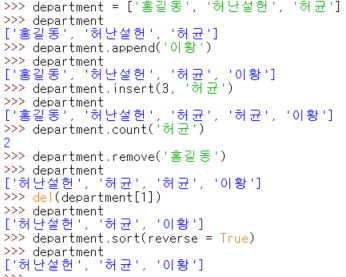 >>> department = ['홍길동', '허난설헌', '허균']
>>> department
['홍길동', '허난설헌', '허균']
>>> department.append('이황')
>>> department
['홍길동', '허난설헌', '허균', '이황']
>>> department.insert(3, '허균')
>>> department
['홍길동', '허난설헌', '허균', '허균', '이황']
>>> department.count('허균')
2
>>> department.remove('홍길동')
>>> department
['허난설헌', '허균', '허균', '이황']
>>> del(department[1])
>>> department
['허난설헌', '허균', '이황']
>>> department.sort(reverse = True)
>>> department
['허난설헌', '허균', '이황']